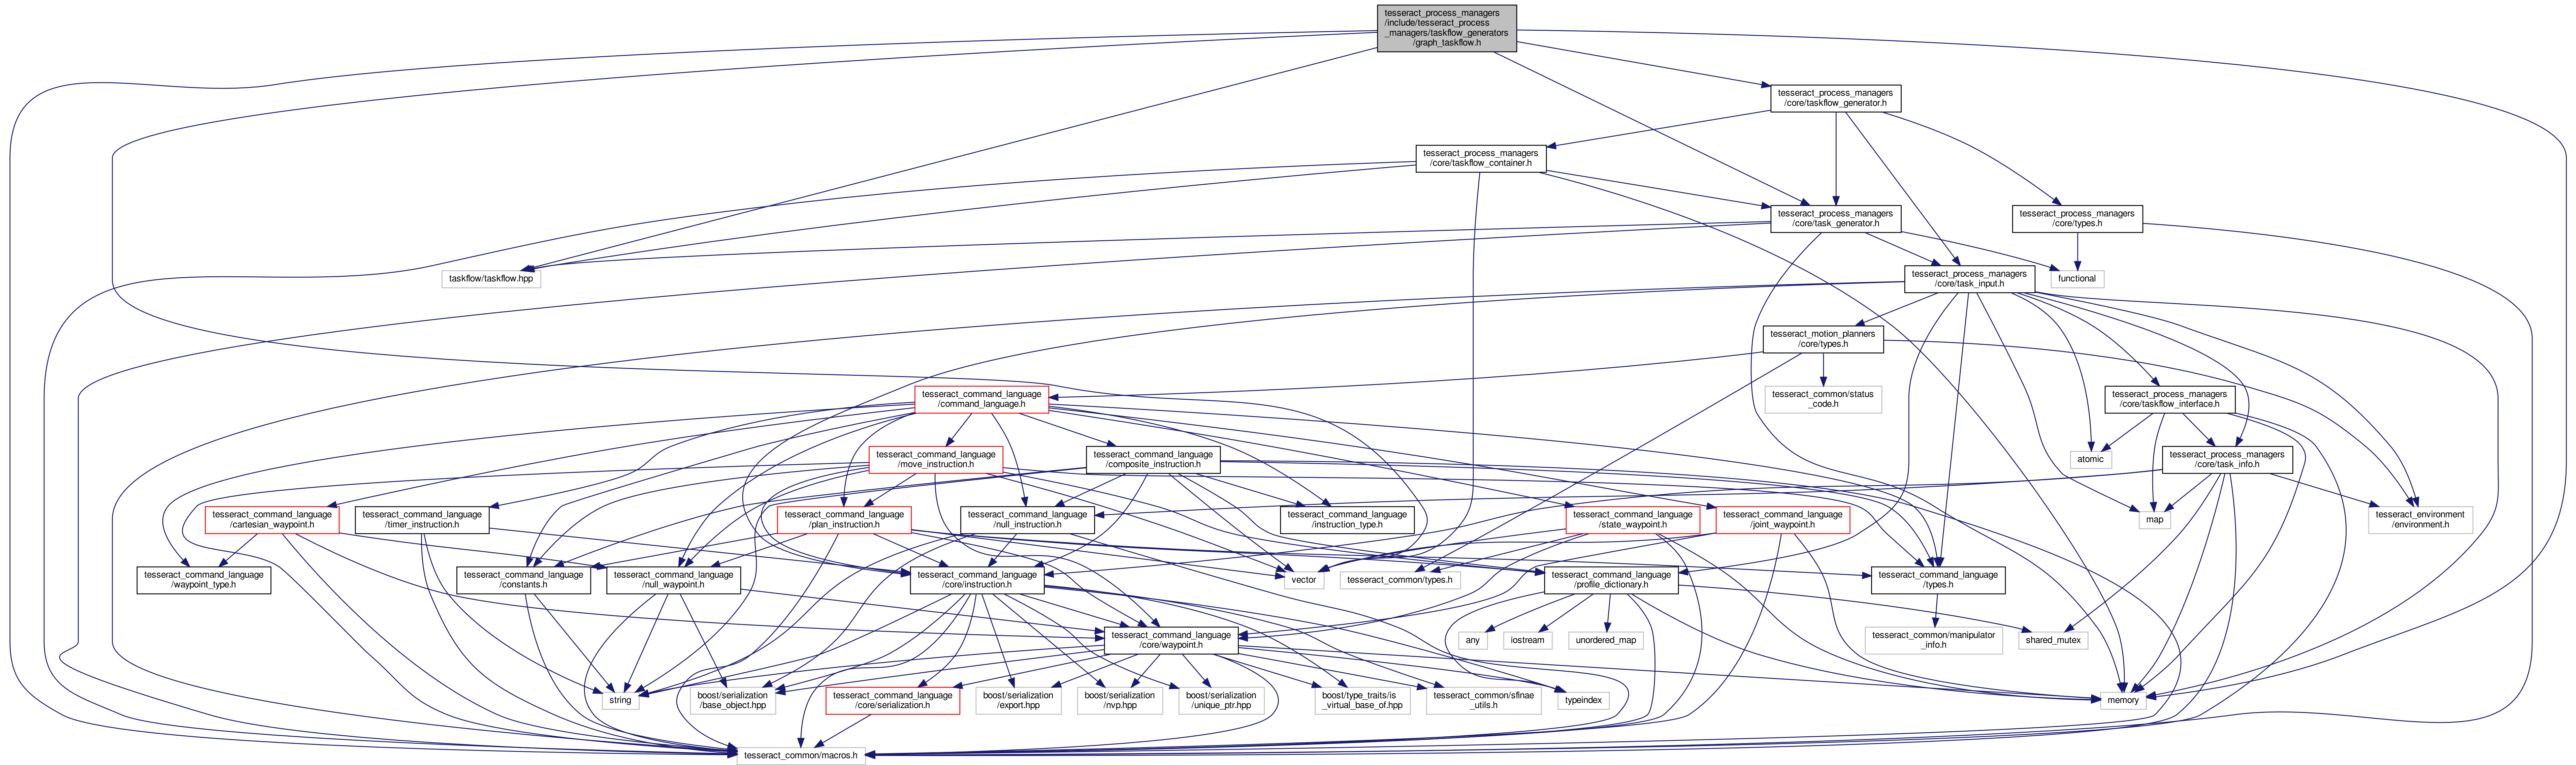 tesseract_process_managers
/include/tesseract_process
_managers/taskflow_generators
/graph_taskflow.h
tesseract_process_managers
/core/taskflow_generator.h
tesseract_process_managers
/core/taskflow_container.h
tesseract_process_managers
/core/task_generator.h
tesseract_process_managers
/core/types.h
taskflow/taskflow.hpp
tesseract_process_managers
/core/task_input.h
functional
tesseract_motion_planners
/core/types.h
tesseract_command_language
/command_language.h
tesseract_common/status
_code.h
tesseract_process_managers
/core/taskflow_interface.h
tesseract_command_language
/move_instruction.h
tesseract_command_language
/composite_instruction.h
atomic
tesseract_process_managers
/core/task_info.h
tesseract_command_language
/cartesian_waypoint.h
tesseract_command_language
/timer_instruction.h
tesseract_command_language
/plan_instruction.h
tesseract_command_language
/null_instruction.h
tesseract_command_language
/instruction_type.h
tesseract_command_language
/state_waypoint.h
tesseract_command_language
/joint_waypoint.h
map
tesseract_environment
/environment.h
tesseract_command_language
/waypoint_type.h
tesseract_command_language
/constants.h
tesseract_command_language
/null_waypoint.h
tesseract_command_language
/core/instruction.h
vector
tesseract_common/types.h
tesseract_command_language
/profile_dictionary.h
tesseract_command_language
/types.h
tesseract_command_language
/core/waypoint.h
any
iostream
unordered_map
tesseract_common/manipulator
_info.h
shared_mutex
string
boost/serialization
/base_object.hpp
tesseract_command_language
/core/serialization.h
boost/serialization
/export.hpp
boost/serialization
/nvp.hpp
boost/serialization
/unique_ptr.hpp
boost/type_traits/is
_virtual_base_of.hpp
tesseract_common/sfinae
_utils.h
typeindex
memory
tesseract_common/macros.h